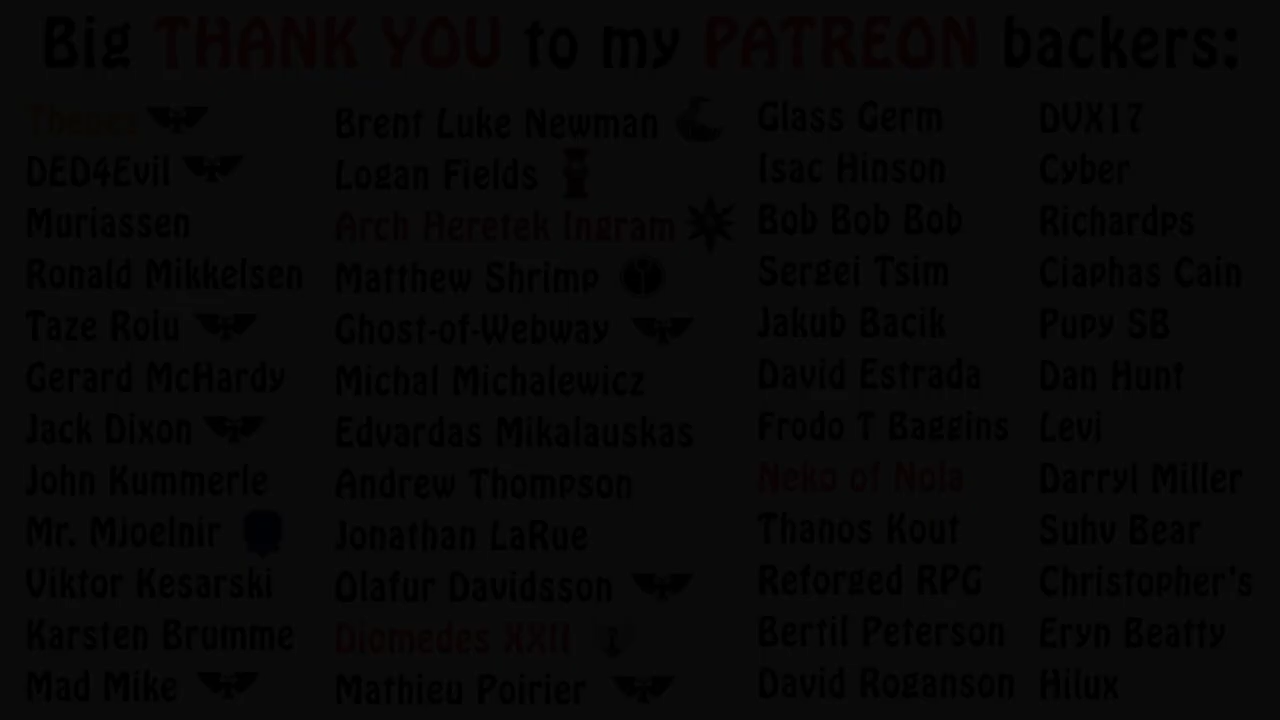 Big THANK YOU to my PATREON backers:
DED4Evil
Muriassen
Ronald Mikkelsen
Taze Roiu
Gerard McHardy
Jack Dixon
John Kummerle
Mr. Mjoelnir
Viktor Kesarski
Karsten Brumme
Mad Mike
Brent Luke Newman
Logan Fields
Arch Heretek Ingram
Matthew Shrimp
Ghost-of-Webway
Michal Michalewicz
Edvardas Mikalauskas
Andrew Thompson
Jonathan LaRue
Olafur Davidsson
Diomedes XXII
Mathieu Poirier
Glass Germ
Isac Hinson
Bob Bob Bob
Sergei Tsim
Jakub Bacik
David Estrada
Frodo T Baggins
Neko of Nola
Thanos Kout
Reforged RPG
Bertil Peterson
David Roganson
DVX17
Cyber
Richardps
Ciaphas Cain
Pupy SB
Dan Hunt
Levi
Darryl Miller
Suhv Bear
Christopher's
Eryn Beatty
Hilux